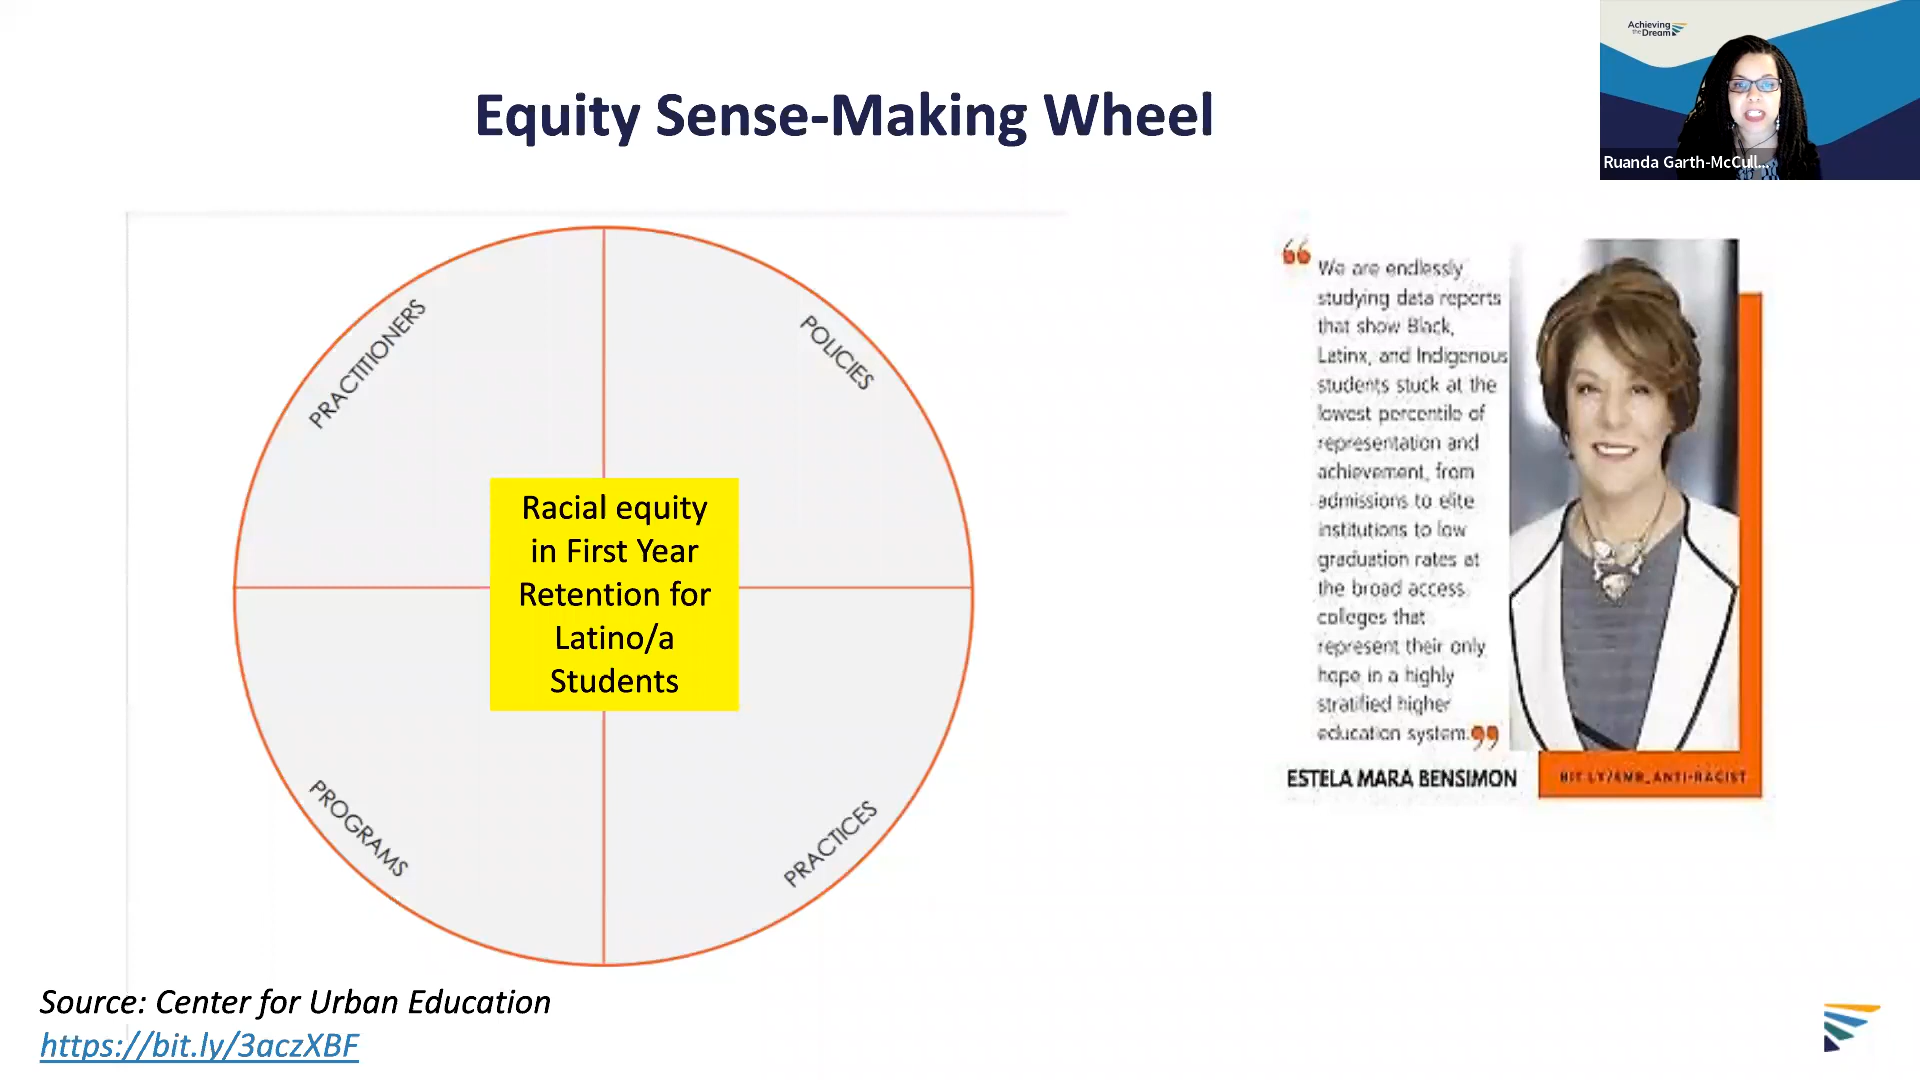 Equity Sense-Making Wheel
Achieving
the Dream
Ruanda Garth-McCull...
PRACTITIONERS
POLICIES
Racial equity
in First Year
Retention for
Latino/a
Students
PROGRAMS
PRACTICES
“ We are endlessly
studying data reports
that show Black,
Latinx, and Indigenous
students stuck at the
lowest percentile of
representation and
achievement, from
admissions to elite
institutions to low
graduation rates at
the broad access
colleges that
represent their only
hope in a highly
stratified higher
education system.”
ESTELA MARA BENSIMON
BIT.LY/EMB_ANTI-RACIST
Source: Center for Urban Education
https://bit.ly/3aczXBF